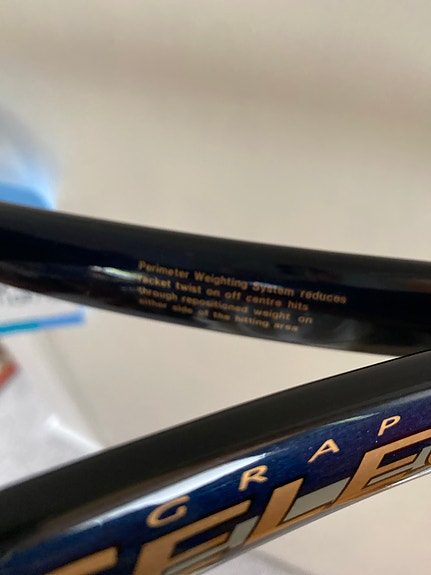 Perimeter Weighting System reduces
racket twist on off centre hits
through repositioned weight on
either side of the hitting area
GRAP
ELE